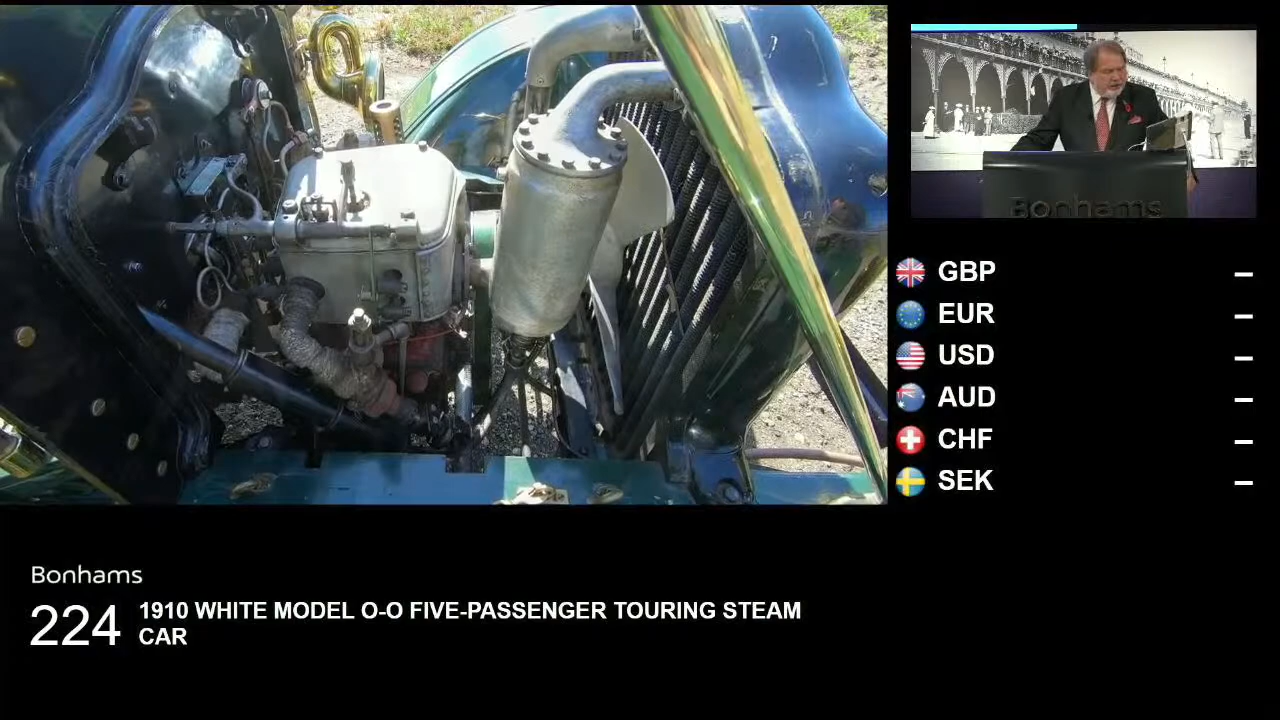 Bonhams
GBP –
EUR –
USD –
AUD –
CHF –
SEK –
Bonhams
224 1910 WHITE MODEL O-O FIVE-PASSENGER TOURING STEAM
CAR